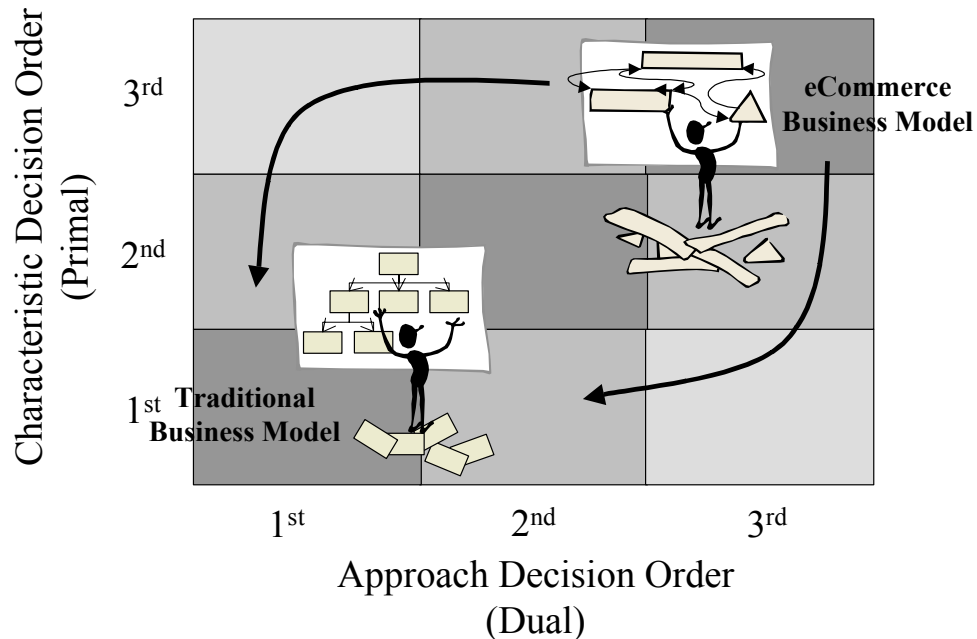 Characteristic Decision Order
(Primal)
3rd
2nd
1st
eCommerce
Business Model
Traditional
Business Model
1st
2nd
3rd
Approach Decision Order
(Dual)